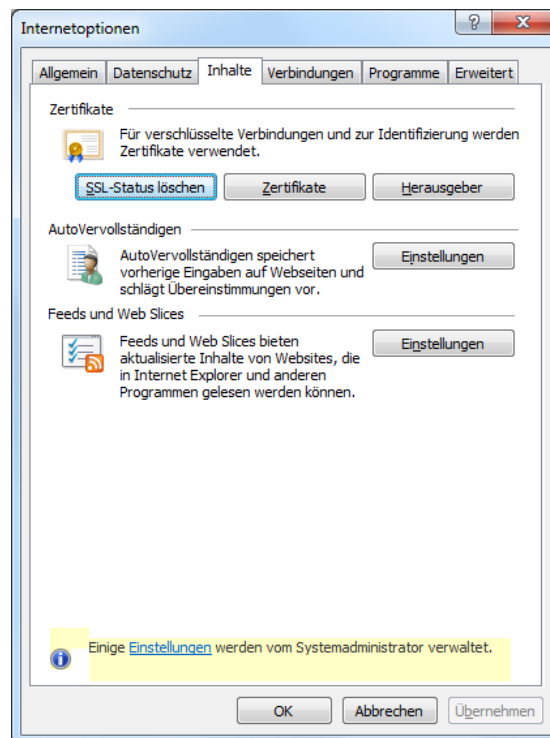 Internetoptionen
Allgemein Datenschutz Inhalte Verbindungen Programme Erweitert
Zertifikate
Für verschlüsselte Verbindungen und zur Identifizierung werden
Zertifikate verwendet.
SSL-Status löschen Zertifikate Herausgeber
AutoVervollständigen
AutoVervollständigen speichert
vorherige Eingaben auf Webseiten und
schlägt Übereinstimmungen vor.
Einstellungen
Feeds und Web Slices
Feeds und Web Slices bieten
aktualisierte Inhalte von Websites, die
in Internet Explorer und anderen
Programmen gelesen werden können.
Einstellungen
Einige Einstellungen werden vom Systemadministrator verwaltet.
OK Abbrechen Übernehmen